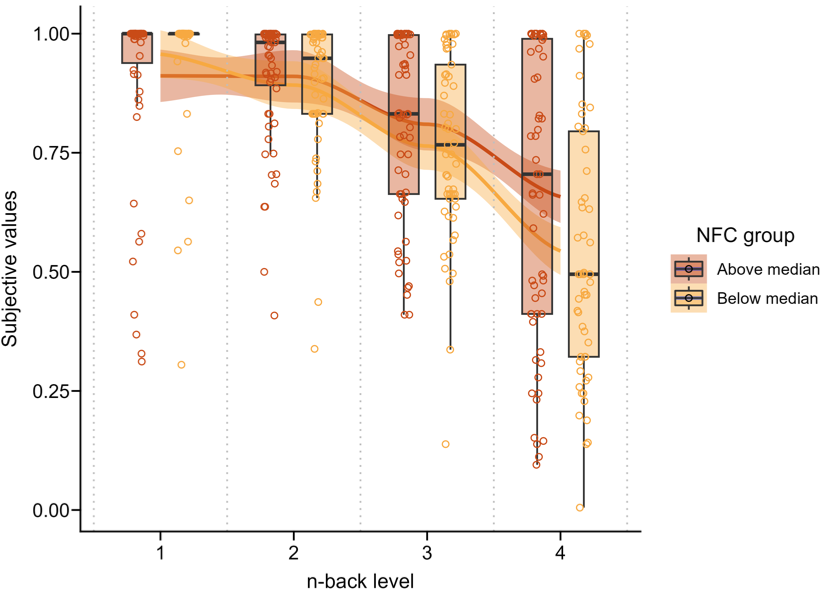 1.00
0.75
0.50
0.25
0.00
Subjective values
1 2 3 4
n-back level
NFC group
Above median
Below median